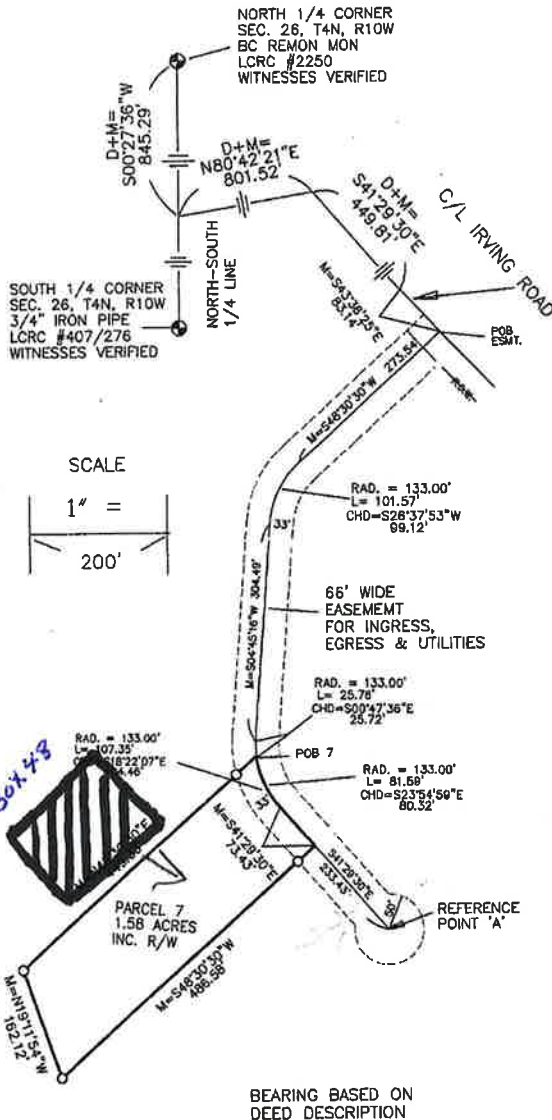 NORTH 1/4 CORNER
SEC. 26, T4N, R10W
BC REMON MON
LCRC #2250
WITNESSES VERIFIED
D+M=
S00°27'36"W
845.29'
D+M=
N80°42'21"E
801.52'
D+M=
S41°29'30"E
449.81'
C/L IRVING ROAD
SOUTH 1/4 CORNER
SEC. 26, T4N, R10W
3/4" IRON PIPE
LCRC #407/276
WITNESSES VERIFIED
NORTH-SOUTH
1/4 LINE
M=S43°38'25"E
83.14'
POB
ESMT.
R/W
M=S48°30'30"W 273.54'
SCALE
1" =
200'
RAD. = 133.00'
L= 101.57'
CHD=S26°37'53"W
99.12'
33'
M=S04°45'16"W 304.49'
66' WIDE
EASEMEMT
FOR INGRESS,
EGRESS & UTILITIES
RAD. = 133.00'
L= 25.78'
CHD=S00°47'36"E
25.72'
RAD. = 133.00'
L= 107.35'
S18°22'07"E
POB 7
RAD. = 133.00'
L= 81.59'
CHD=S23°54'59"E
80.32'
33'
M=S41°29'30"E
73.43'
S41°29'30"E
233.43'
50'
REFERENCE
POINT 'A'
PARCEL 7
1.58 ACRES
INC. R/W
M=S48°30'30"W
486.58'
M=N19°11'54"W
162.12'
BEARING BASED ON
DEED DESCRIPTION